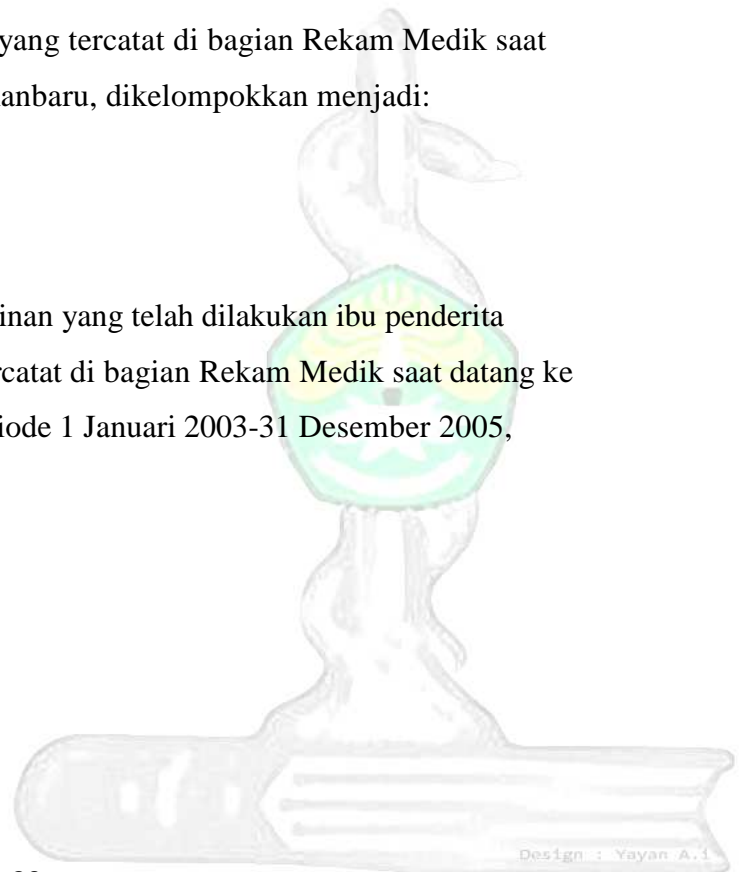 yang tercatat di bagian Rekam Medik saat
anbaru, dikelompokkan menjadi:
inan yang telah dilakukan ibu penderita
rcatat di bagian Rekam Medik saat datang ke
iode 1 Januari 2003-31 Desember 2005,
Design : Yayan A.i